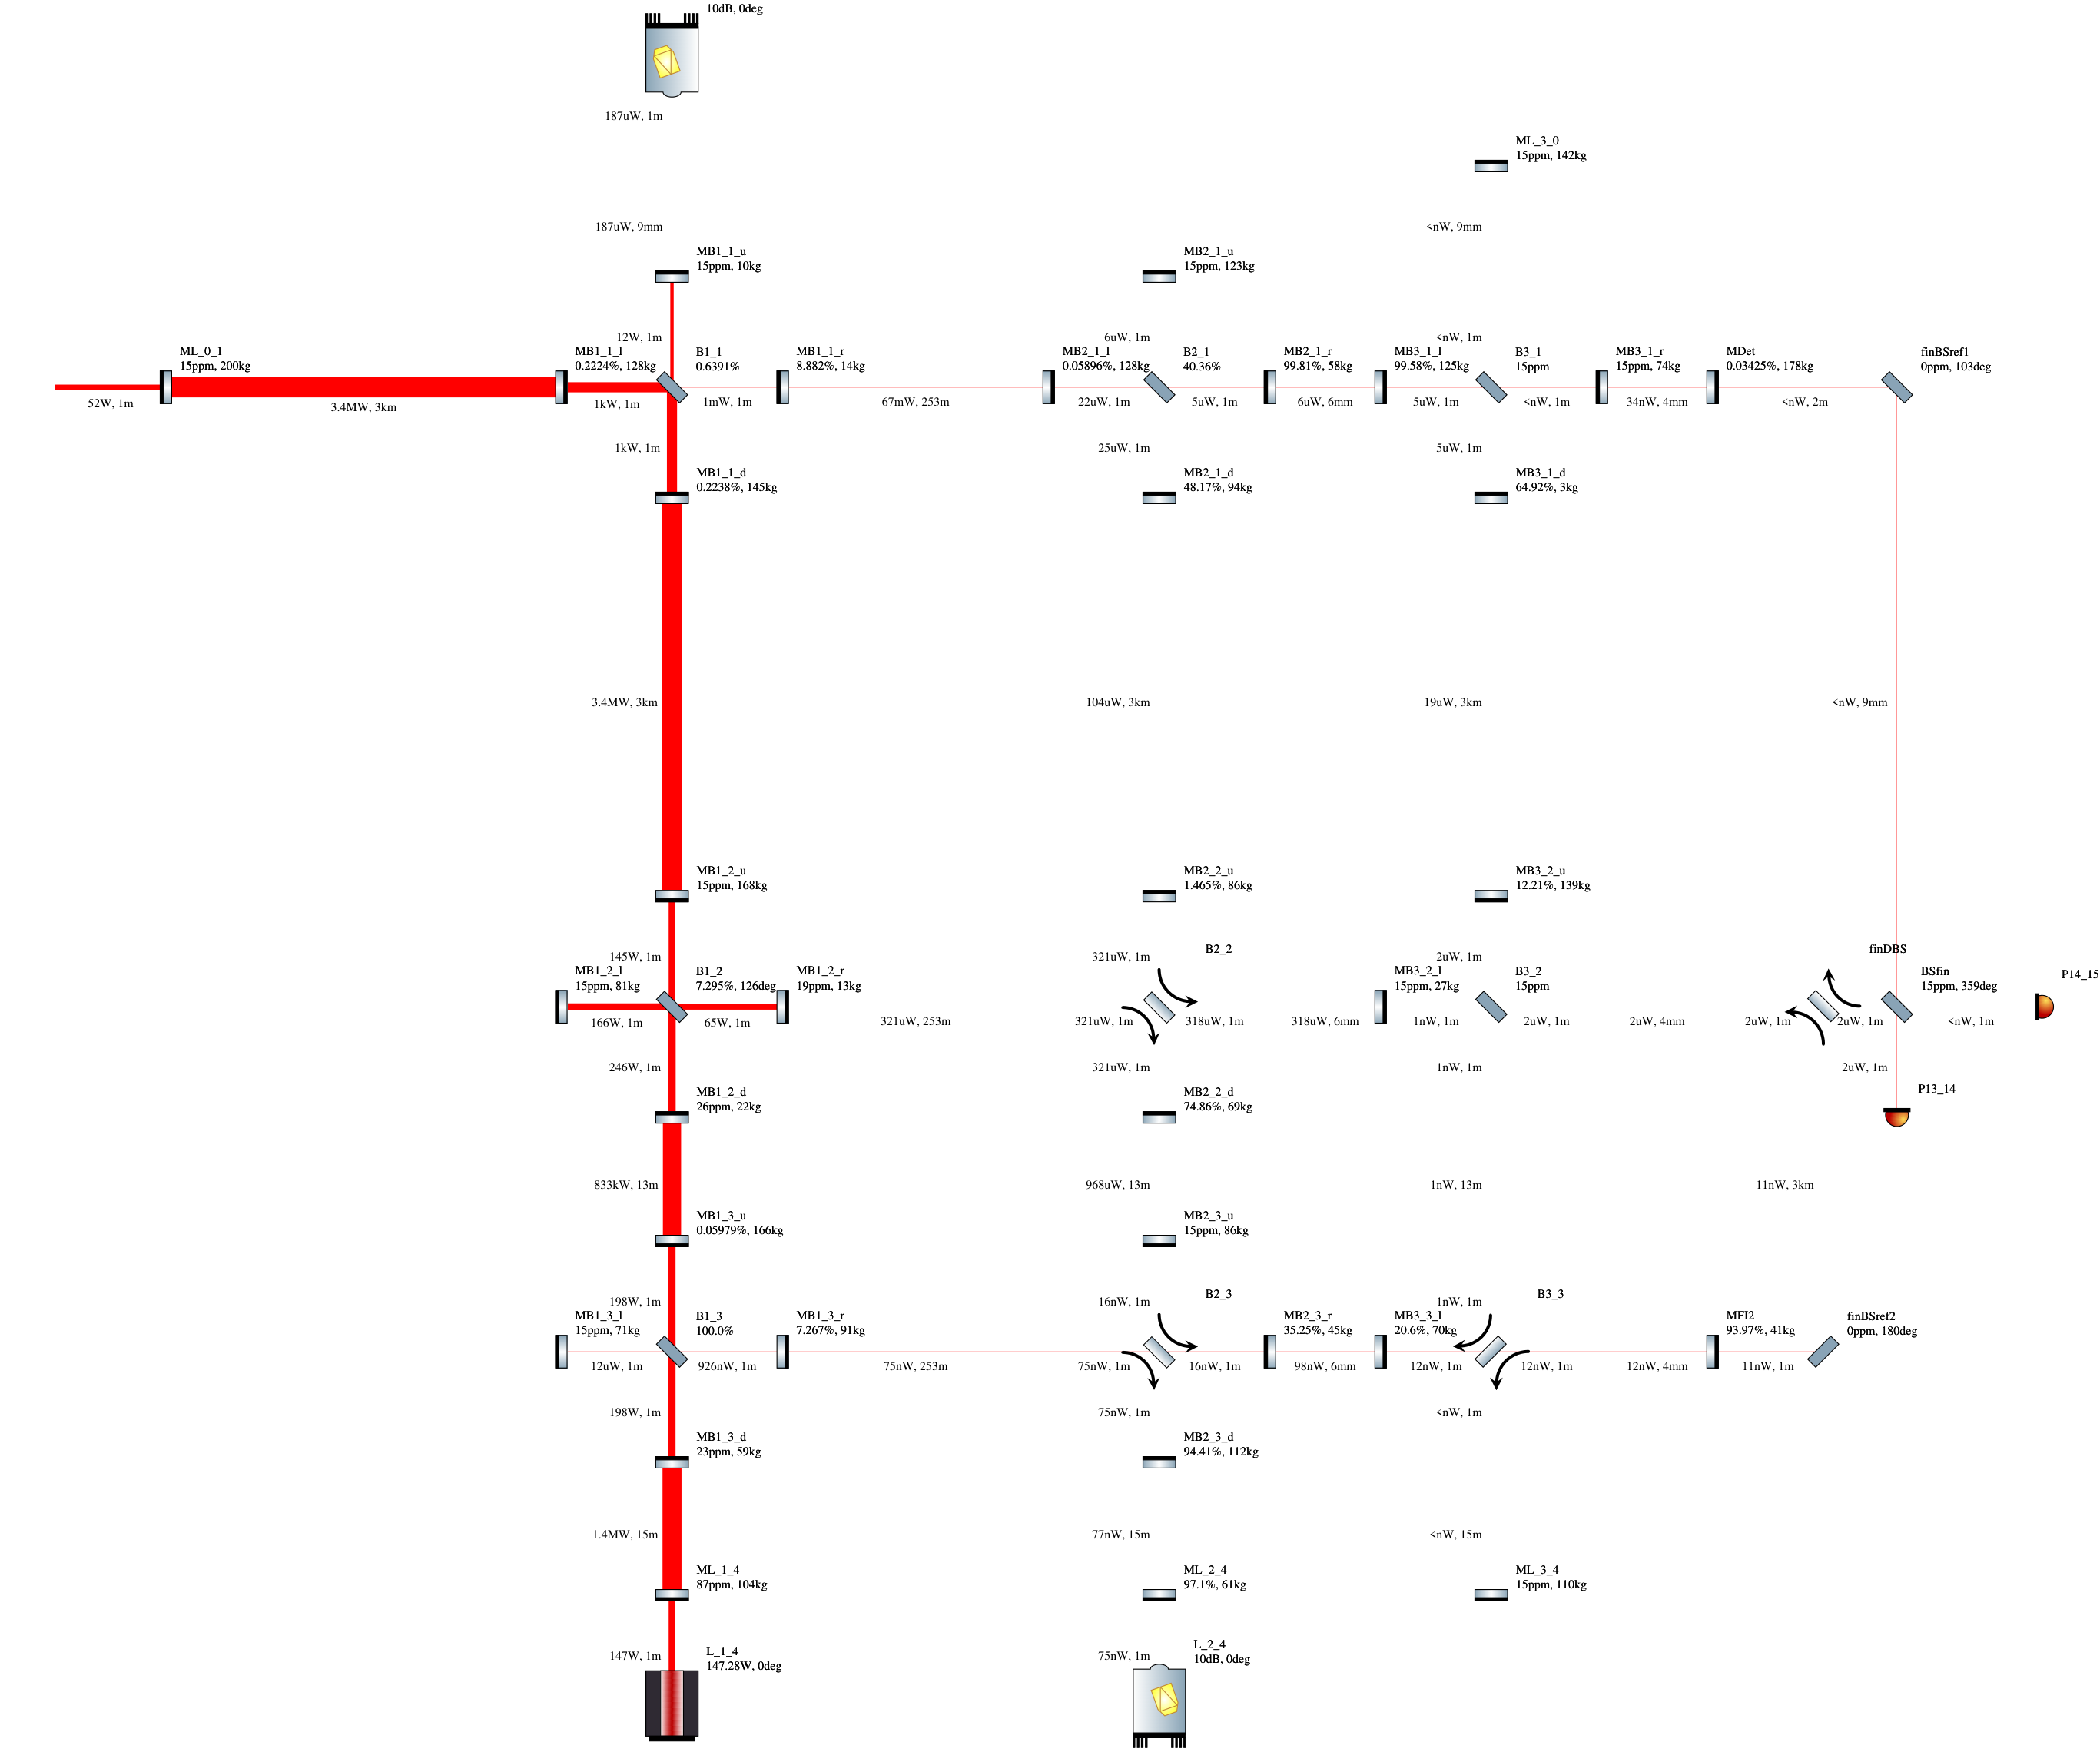 10dB, 0deg
187uW, 1m
ML_3_0
15ppm, 142kg
187uW, 9mm
<nW, 9mm
MB1_1_u
15ppm, 10kg
MB2_1_u
15ppm, 123kg
12W, 1m
6uW, 1m
<nW, 1m
ML_0_1
15ppm, 200kg
MB1_1_l
0.2224%, 128kg
B1_1
0.6391%
MB1_1_r
8.882%, 14kg
MB2_1_l
0.05896%, 128kg
B2_1
40.36%
MB2_1_r
99.81%, 58kg
MB3_1_l
99.58%, 125kg
B3_1
15ppm
MB3_1_r
15ppm, 74kg
MDet
0.03425%, 178kg
finBSref1
0ppm, 103deg
52W, 1m
3.4MW, 3km
1kW, 1m
1mW, 1m
67mW, 253m
22uW, 1m
5uW, 1m
6uW, 6mm
5uW, 1m
<nW, 1m
34nW, 4mm
<nW, 2m
1kW, 1m
25uW, 1m
5uW, 1m
MB1_1_d
0.2238%, 145kg
MB2_1_d
48.17%, 94kg
MB3_1_d
64.92%, 3kg
3.4MW, 3km
104uW, 3km
19uW, 3km
<nW, 9mm
MB1_2_u
15ppm, 168kg
MB2_2_u
1.465%, 86kg
MB3_2_u
12.21%, 139kg
145W, 1m
321uW, 1m
B2_2
2uW, 1m
finDBS
MB1_2_l
15ppm, 81kg
B1_2
7.295%, 126deg
MB1_2_r
19ppm, 13kg
MB3_2_l
15ppm, 27kg
B3_2
15ppm
BSfin
15ppm, 359deg
P14_15
166W, 1m
65W, 1m
321uW, 253m
321uW, 1m
318uW, 1m
318uW, 6mm
1nW, 1m
2uW, 1m
2uW, 4mm
2uW, 1m
2uW, 1m
<nW, 1m
246W, 1m
321uW, 1m
1nW, 1m
2uW, 1m
MB1_2_d
26ppm, 22kg
MB2_2_d
74.86%, 69kg
P13_14
833kW, 13m
968uW, 13m
1nW, 13m
11nW, 3km
MB1_3_u
0.05979%, 166kg
MB2_3_u
15ppm, 86kg
198W, 1m
16nW, 1m
B2_3
1nW, 1m
B3_3
MB1_3_l
15ppm, 71kg
B1_3
100.0%
MB1_3_r
7.267%, 91kg
MB2_3_r
35.25%, 45kg
MB3_3_l
20.6%, 70kg
MFI2
93.97%, 41kg
finBSref2
0ppm, 180deg
12uW, 1m
926nW, 1m
75nW, 253m
75nW, 1m
16nW, 1m
98nW, 6mm
12nW, 1m
12nW, 1m
12nW, 4mm
11nW, 1m
198W, 1m
75nW, 1m
<nW, 1m
MB1_3_d
23ppm, 59kg
MB2_3_d
94.41%, 112kg
1.4MW, 15m
77nW, 15m
<nW, 15m
ML_1_4
87ppm, 104kg
ML_2_4
97.1%, 61kg
ML_3_4
15ppm, 110kg
147W, 1m
L_1_4
147.28W, 0deg
75nW, 1m
L_2_4
10dB, 0deg